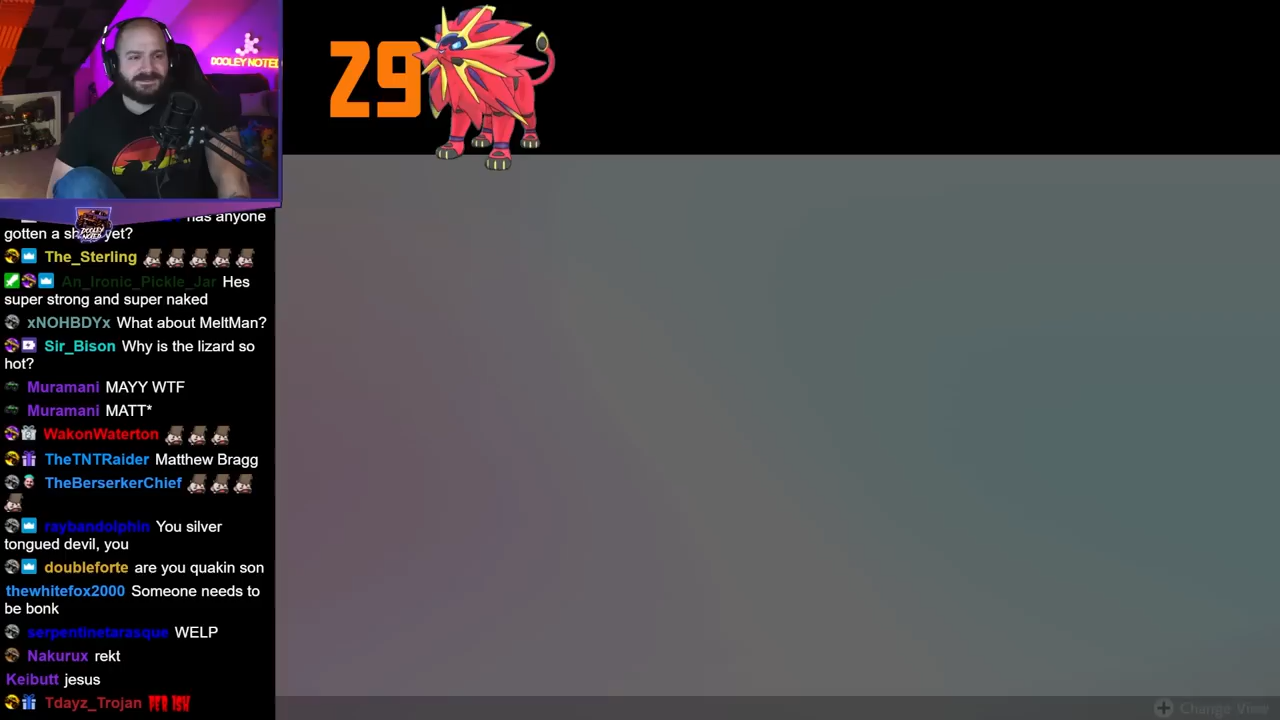 DOOLEY NOTED
29
DOOLEY
NOTED
has anyone
gotten a yet?
The_Sterling
An_Ironic_Pickle_Jar Hes
super strong and super naked
xNOHBDYx What about MeltMan?
Sir_Bison Why is the lizard so
hot?
Muramani MAYY WTF
Muramani MATT*
WakonWaterton
TheTNTRaider Matthew Bragg
TheBerserkerChief
raybandolphin You silver
tongued devil, you
doubleforte are you quakin son
thewhitefox2000 Someone needs to
be bonk
serpentinetarasque WELP
Nakurux rekt
Keibutt jesus
Tdayz_Trojan
Change View